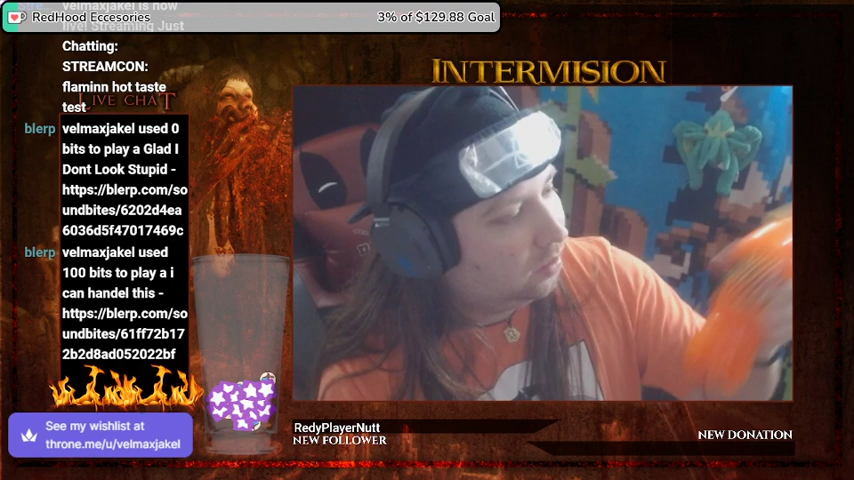 RedHood Eccesories
3% of $129.88 Goal
velmaxjakel is now
live! Streaming Just
Chatting:
STREAMCON:
flaminn hot taste
test
LIVE CHAT
blerp velmaxjakel used 0
bits to play a Glad I
Dont Look Stupid -
https://blerp.com/so
undbites/6202d4ea
6036d5f47017469c
blerp velmaxjakel used
100 bits to play a i
can handel this -
https://blerp.com/so
undbites/61ff72b17
2b2d8ad052022bf
See my wishlist at
throne.me/u/velmaxjakel
INTERMISION
RedyPlayerNutt
NEW FOLLOWER
NEW DONATION